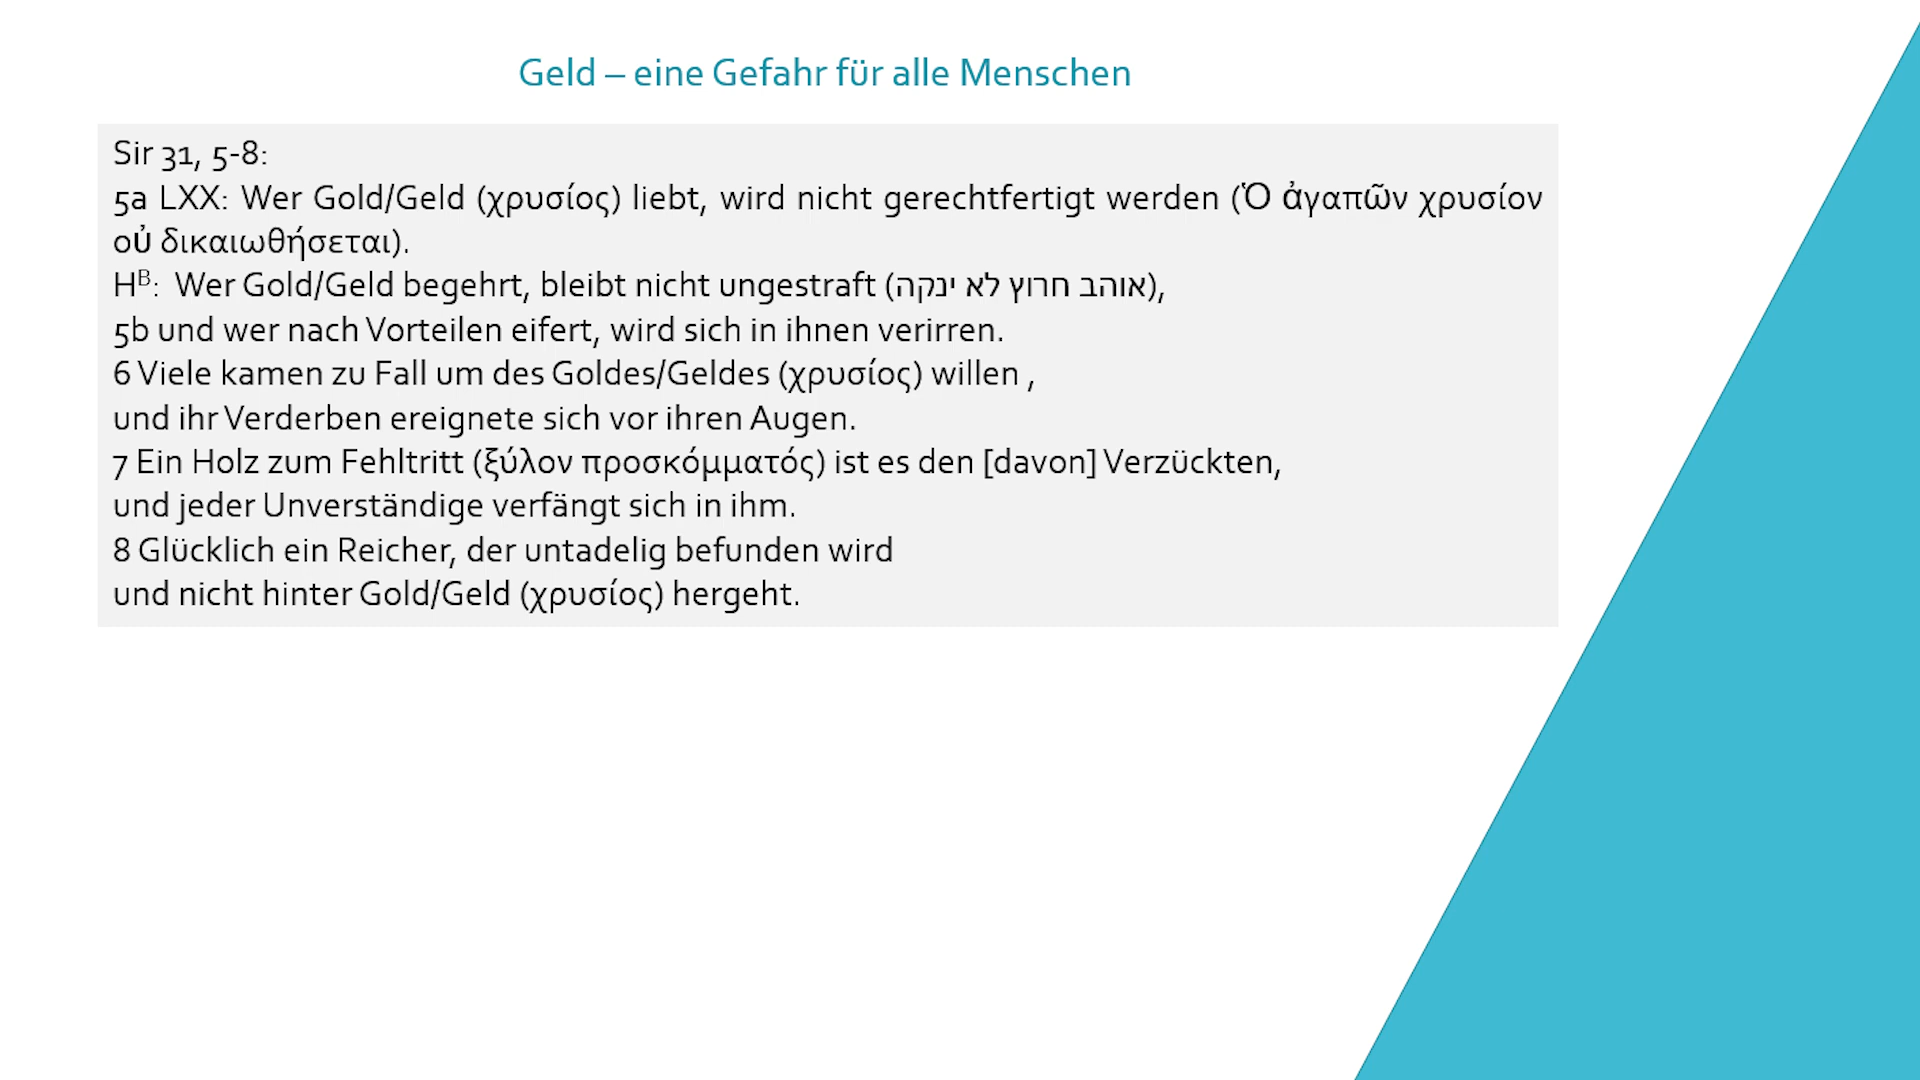 Geld – eine Gefahr für alle Menschen
Sir 31, 5-8:
5a LXX: Wer Gold/Geld (χρυσίος) liebt, wird nicht gerechtfertigt werden (Ὁ ἀγαπῶν χρυσίον
οὐ δικαιωθήσεται).
Hᴮ: Wer Gold/Geld begehrt, bleibt nicht ungestraft (אוהב חרוץ לא ינקה),
5b und wer nach Vorteilen eifert, wird sich in ihnen verirren.
6 Viele kamen zu Fall um des Goldes/Geldes (χρυσίος) willen ,
und ihr Verderben ereignete sich vor ihren Augen.
7 Ein Holz zum Fehltritt (ξύλον προσκόμματός) ist es den [davon] Verzückten,
und jeder Unverständige verfängt sich in ihm.
8 Glücklich ein Reicher, der untadelig befunden wird
und nicht hinter Gold/Geld (χρυσίος) hergeht.